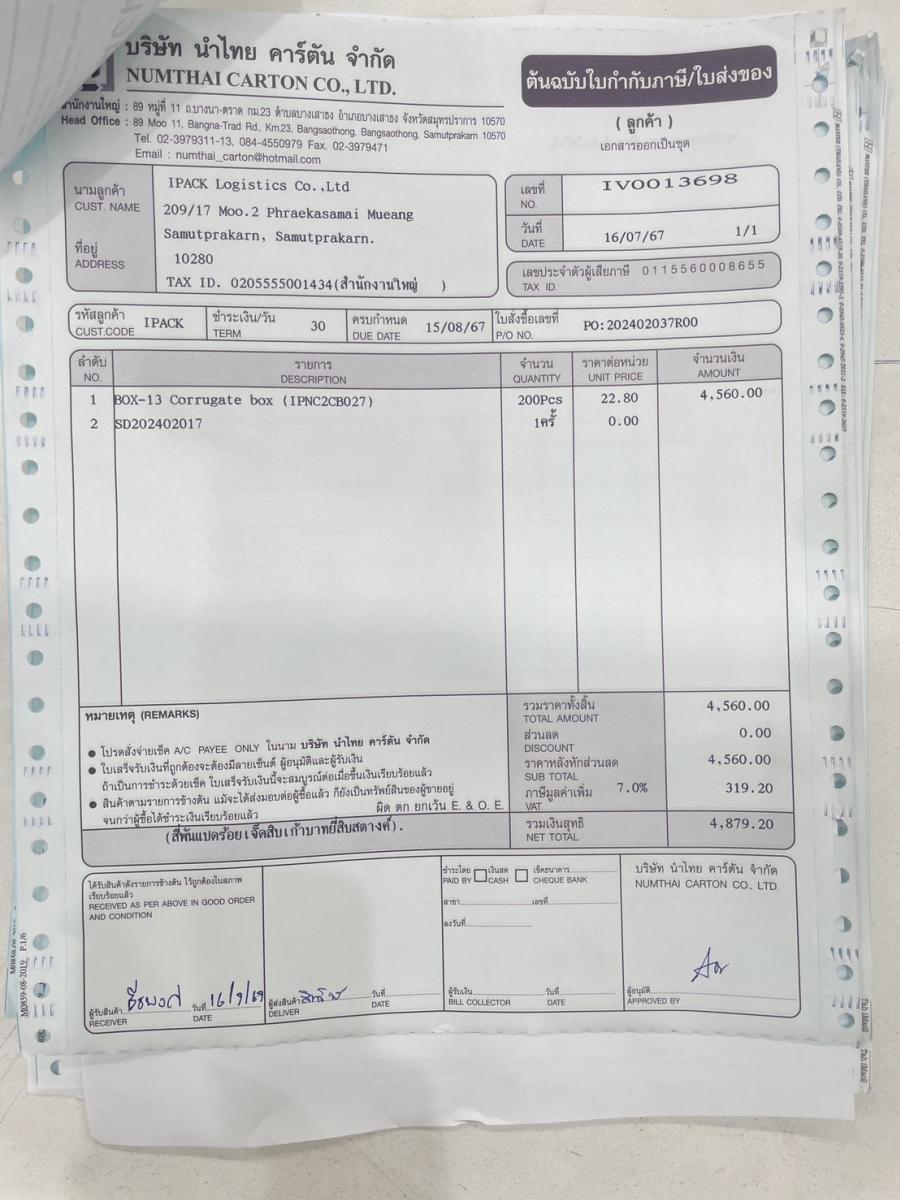 บริษัท นำไทย คาร์ตัน จำกัด
NUMTHAI CARTON CO., LTD.
สำนักงานใหญ่ : 89 หมู่ที่ 11 ถ.บางนา-ตราด กม.23 ตำบลบางเสาธง อำเภอบางเสาธง จังหวัดสมุทรปราการ 10570
Head Office : 89 Moo 11, Bangna-Trad Rd., Km.23, Bangsaothong, Bangsaothong, Samutprakarn 10570
Tel. 02-3979311-13, 084-4550979 Fax. 02-3979471
Email : numthai_carton@hotmail.com
ต้นฉบับใบกำกับภาษี/ใบส่งของ
( ลูกค้า )
เอกสารออกเป็นชุด
นามลูกค้า
CUST. NAME
ที่อยู่
ADDRESS
IPACK Logistics Co.,Ltd
209/17 Moo.2 Phraekasamai Mueang
Samutprakarn, Samutprakarn.
10280
TAX ID. 0205555001434(สำนักงานใหญ่ )
เลขที่
NO.
IV0013698
วันที่
DATE
16/07/67 1/1
เลขประจำตัวผู้เสียภาษี 0115560008655
TAX ID.
รหัสลูกค้า
CUST.CODE IPACK
ชำระเงิน/วัน
TERM 30
ครบกำหนด
DUE DATE 15/08/67
ใบสั่งซื้อเลขที่
P/O NO. PO:202402037R00
ลำดับ รายการ จำนวน ราคาต่อหน่วย จำนวนเงิน
NO. DESCRIPTION QUANTITY UNIT PRICE AMOUNT
1 BOX-13 Corrugate box (IPNC2CB027) 200Pcs 22.80 4,560.00
2 SD202402017 1ครั้ 0.00
หมายเหตุ (REMARKS)
● โปรดสั่งจ่ายเช็ค A/C PAYEE ONLY ในนาม บริษัท นำไทย คาร์ตัน จำกัด
● ใบเสร็จรับเงินที่ถูกต้องจะต้องมีลายเซ็นต์ ผู้อนุมัติและผู้รับเงิน
ถ้าเป็นการชำระด้วยเช็ค ใบเสร็จรับเงินนี้จะสมบูรณ์ต่อเมื่อขึ้นเงินเรียบร้อยแล้ว
● สินค้าตามรายการข้างต้น แม้จะได้ส่งมอบต่อผู้ซื้อแล้ว ก็ยังเป็นทรัพย์สินของผู้ขายอยู่
จนกว่าผู้ซื้อได้ชำระเงินเรียบร้อยแล้ว ผิด ตก ยกเว้น E. & O. E.
(สี่พันแปดร้อยเจ็ดสิบเก้าบาทยี่สิบสตางค์).
รวมราคาทั้งสิ้น
TOTAL AMOUNT 4,560.00
ส่วนลด
DISCOUNT 0.00
ราคาหลังหักส่วนลด
SUB TOTAL 4,560.00
ภาษีมูลค่าเพิ่ม 7.0%
VAT 319.20
รวมเงินสุทธิ
NET TOTAL 4,879.20
ได้รับสินค้าดังรายการข้างต้น ไว้ถูกต้องในสภาพ
เรียบร้อยแล้ว
RECEIVED AS PER ABOVE IN GOOD ORDER
AND CONDITION
ผู้รับสินค้า
RECEIVER
วันที่
DATE
ผู้ส่งสินค้า
DELIVER
วันที่
DATE
ชำระโดย เงินสด เช็คธนาคาร
PAID BY CASH CHEQUE BANK
สาขา เลขที่
ลงวันที่
ผู้รับเงิน
BILL COLLECTOR
วันที่
DATE
บริษัท นำไทย คาร์ตัน จำกัด
NUMTHAI CARTON CO., LTD.
ผู้อนุมัติ
APPROVED BY
M0859-08-2019 P.1/6